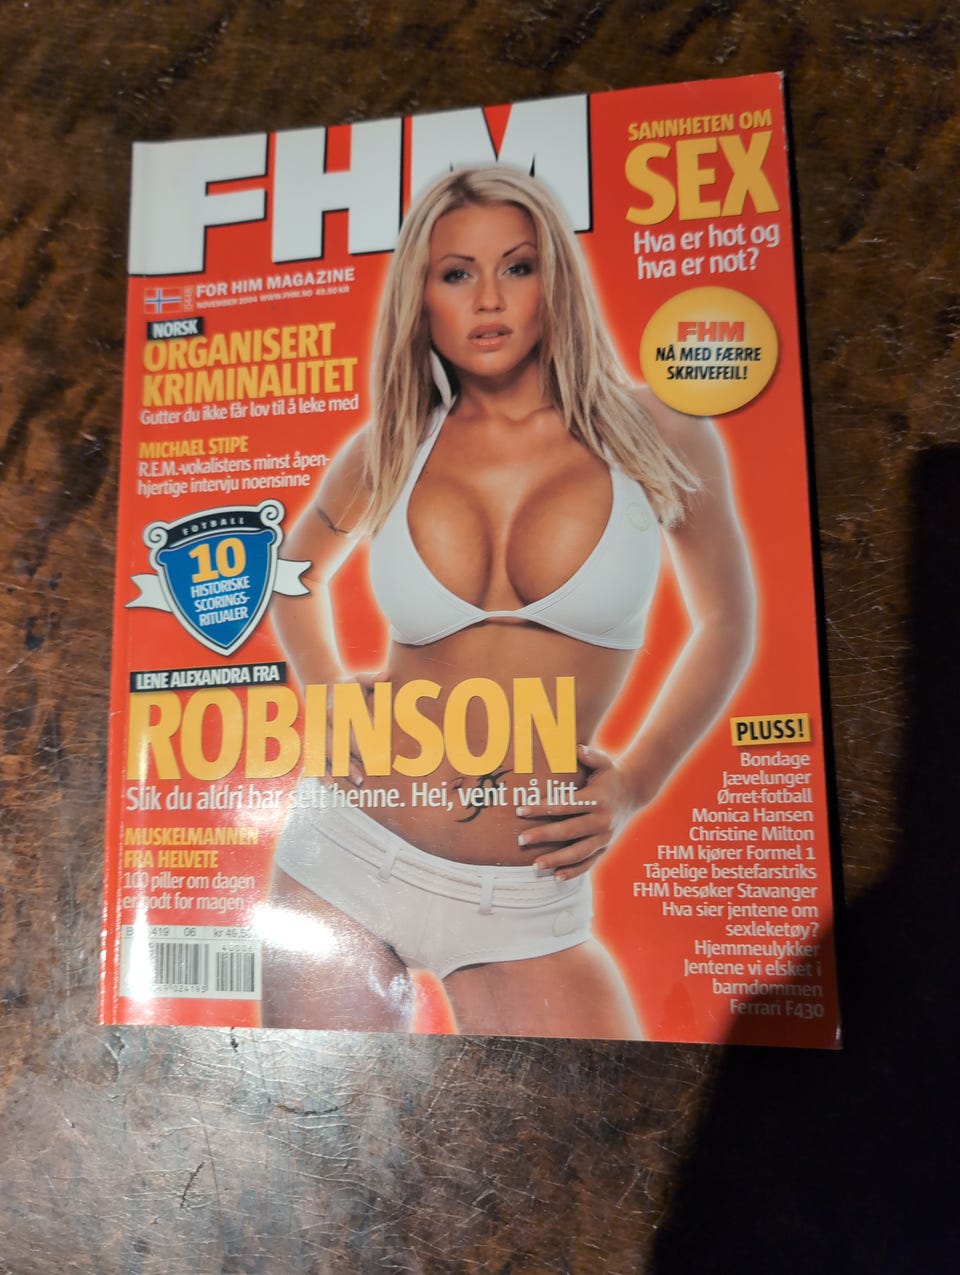 FHM
FOR HIM MAGAZINE
NOVEMBER 2004 WWW.FHM.NO 49,50 KR
NORSK
ORGANISERT
KRIMINALITET
Gutter du ikke får lov til å leke med
MICHAEL STIPE
R.E.M.-vokalistens minst åpen-
hjertige intervju noensinne
FOTBALL
10
HISTORISKE
SCORINGS-
RITUALER
LENE ALEXANDRA FRA
ROBINSON
Slik du aldri har sett henne. Hei, vent nå litt...
MUSKELMANNEN
FRA HELVETE
100 piller om dagen
er godt for magen
419 06 kr 49,50
SANNHETEN OM
SEX
Hva er hot og
hva er not?
FHM
NÅ MED FÆRRE
SKRIVEFEIL!
PLUSS!
Bondage
Jævelunger
Ørret-fotball
Monica Hansen
Christine Milton
FHM kjører Formel 1
Tåpelige bestefarstriks
FHM besøker Stavanger
Hva sier jentene om
sexleketøy?
Hjemmeulykker
Jentene vi elsket i
barndommen
Ferrari F430